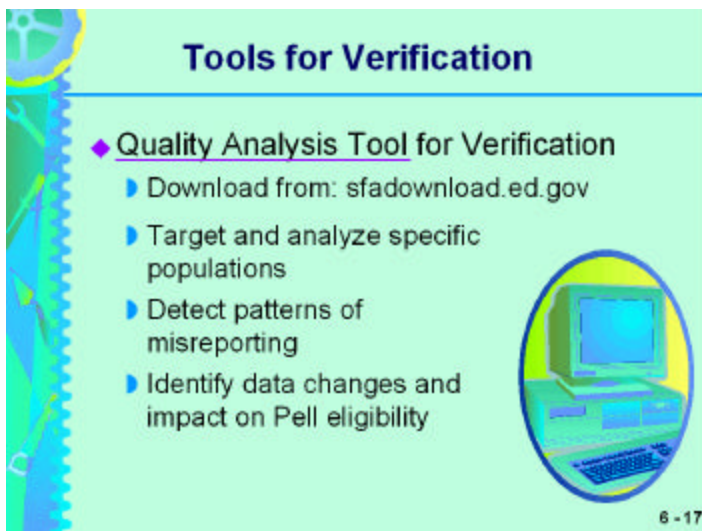 Tools for Verification
Quality Analysis Tool for Verification
Download from: sfadownload.ed.gov
Target and analyze specific
populations
Detect patterns of
misreporting
Identify data changes and
impact on Pell eligibility
6 - 17